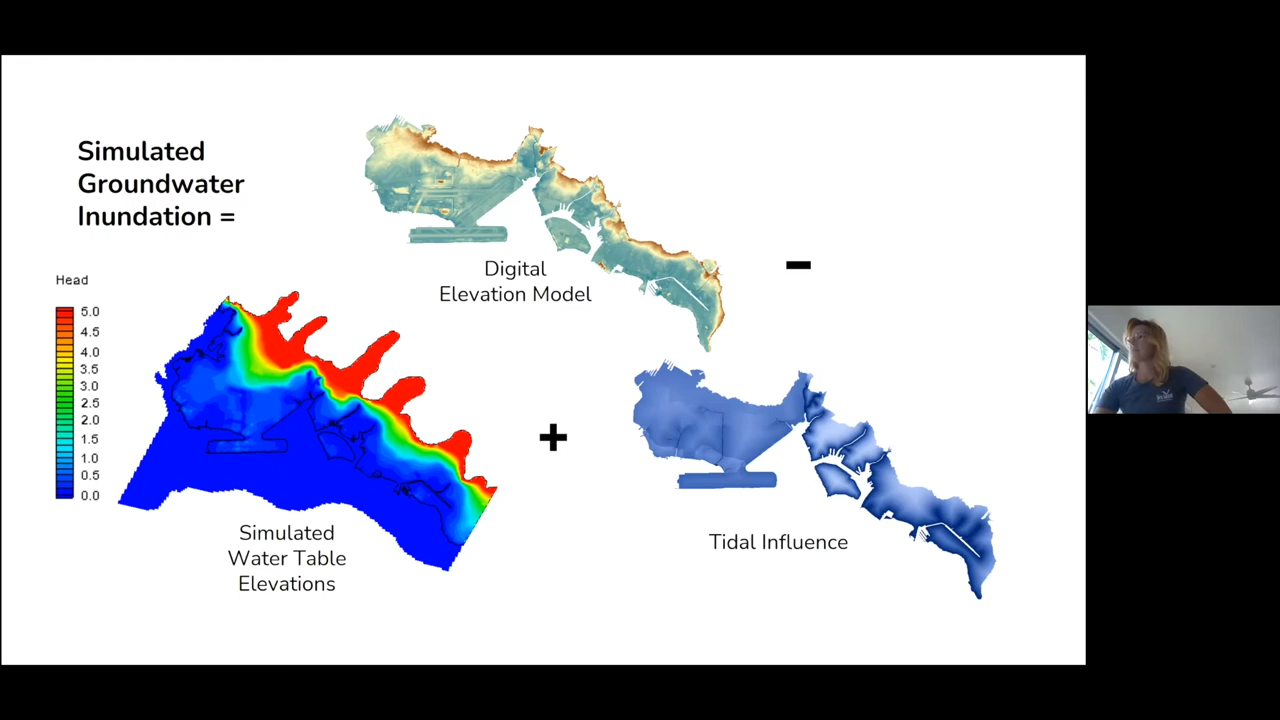 Simulated
Groundwater
Inundation =
Digital
Elevation Model
-
Head
5.0
4.5
4.0
3.5
3.0
2.5
2.0
1.5
1.0
0.5
0.0
+
Simulated
Water Table
Elevations
Tidal Influence